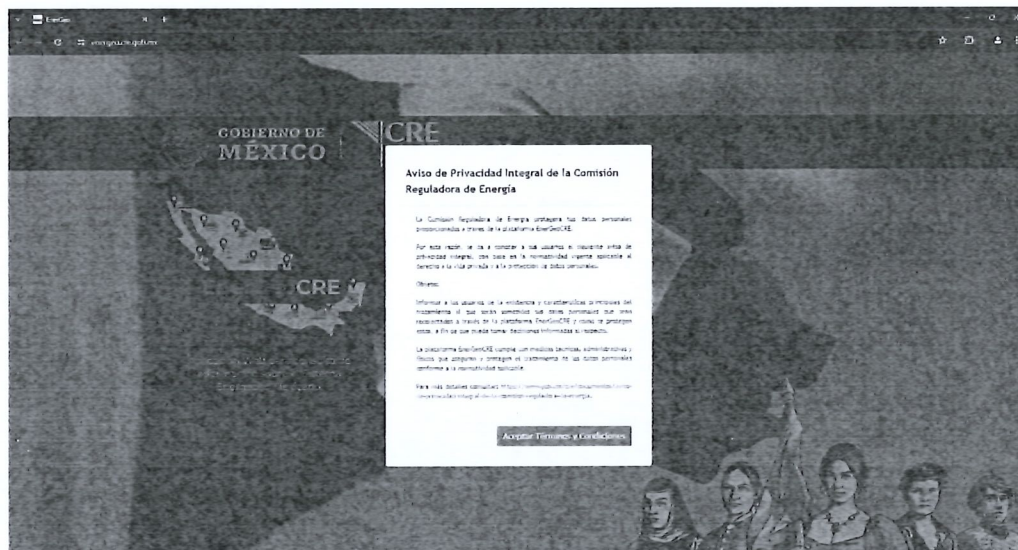 EnerGeo
GOBIERNO DE
MÉXICO
CRE
Aviso de Privacidad Integral de la Comisión
Reguladora de Energía
La Comisión Reguladora de Energía protegerá tus datos personales
proporcionados a través de la plataforma EnerGeoCRE.
Por esta razón, se da a conocer a sus usuarios el siguiente aviso de
privacidad integral, con base en la normatividad vigente aplicable al
derecho a la vida privada y a la protección de datos personales.
Objetivo
Informar a los usuarios de la existencia y características principales del
tratamiento al que serán sometidos sus datos personales que sean
a través de la plataforma EnerGeoCRE y como se protegen
estos, a fin de que pueda tomar decisiones informadas al respecto.
La plataforma EnerGeoCRE cumple con medidas técnicas, administrativas y
físicas que aseguran y protegen el tratamiento de los datos personales
conforme a la normatividad aplicable.
Para más detalles consultar:
Aceptar Términos y Condiciones
CRE